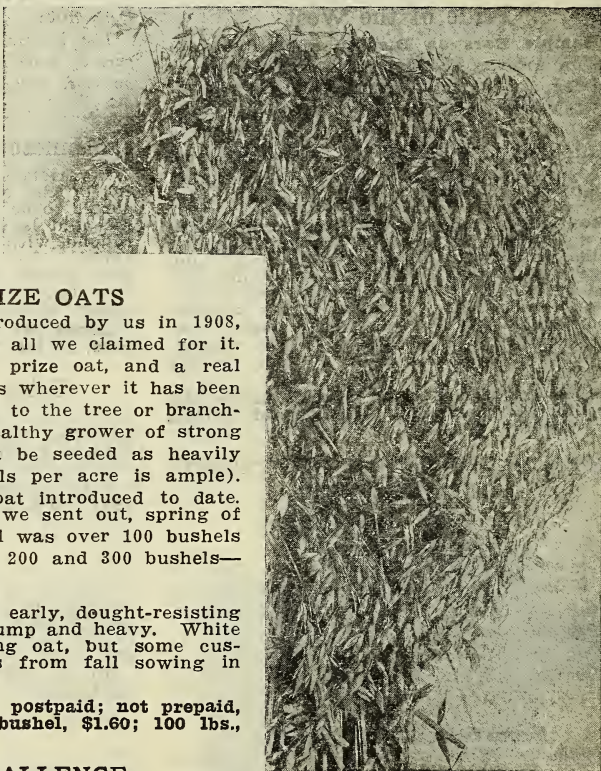 IZE OATS
roduced by us in 1908,
all we claimed for it.
prize oat, and a real
s wherever it has been
to the tree or branch-
althy grower of strong
be seeded as heavily
ls per acre is ample).
oat introduced to date.
we sent out, spring of
l was over 100 bushels
200 and 300 bushels—
early, dought-resisting
ump and heavy. White
ng oat, but some cus-
s from fall sowing in
postpaid; not prepaid,
bushel, $1.60; 100 lbs.,
ALLENGE